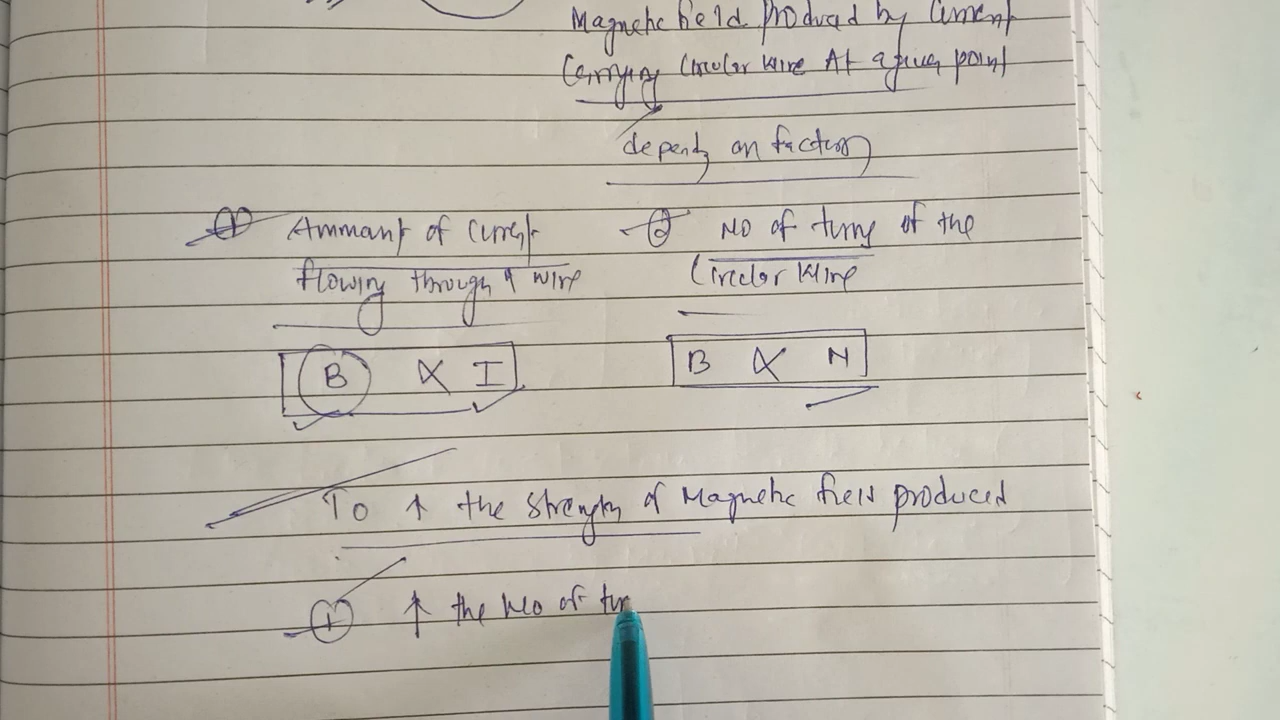 Magnetic field produced by Current
Carrying Circular wire At a given point
depends on factors
① Ammant of Current
flowing through a wire
② No of turns of the
Circular wire
B ∝ I
B ∝ N
To ↑ the strength of Magnetic field produced
① ↑ the No of tur